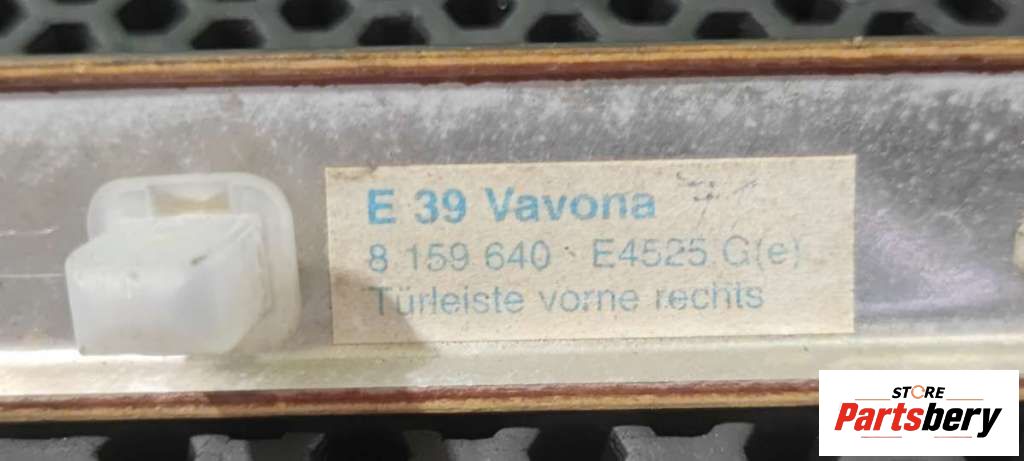 E 39 Vavona
8 159 640 · E4525 G(e)
Türleiste vorne rechts
STORE
Partsbery